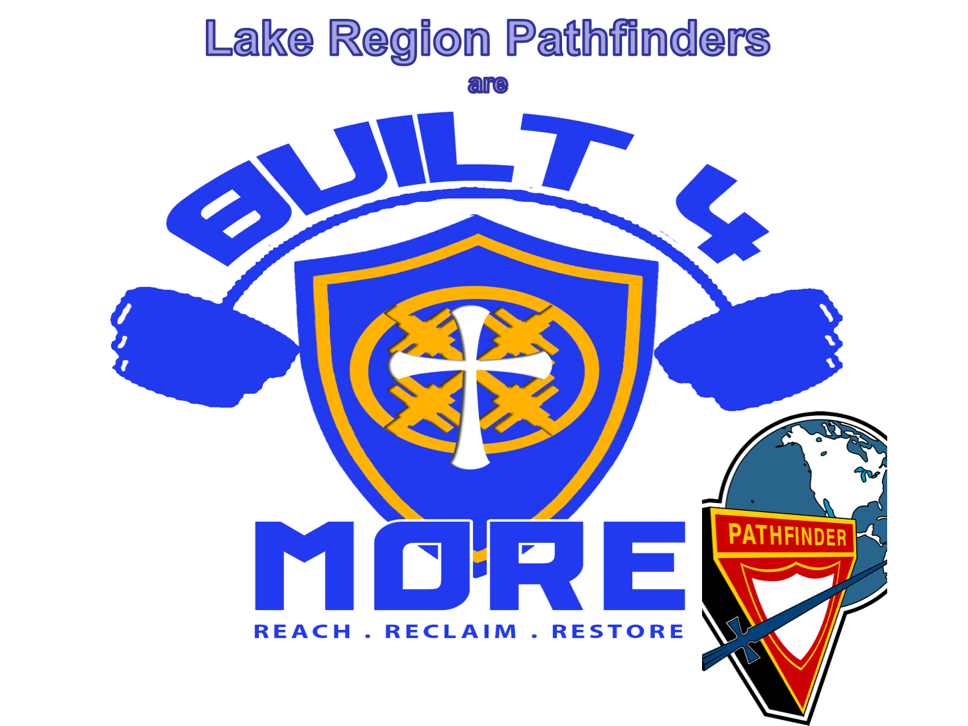 Lake Region Pathfinders
are
BUILT 4
MORE
REACH . RECLAIM . RESTORE
PATHFINDER